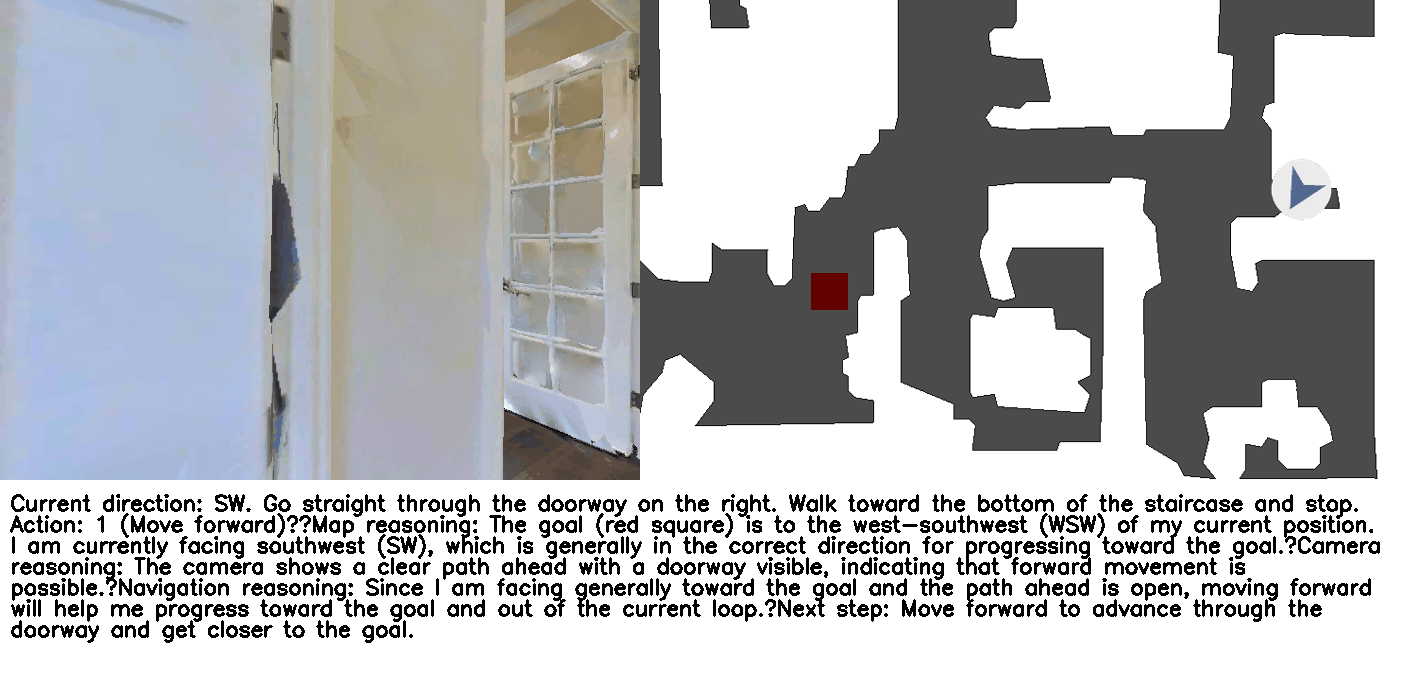 Current direction: SW. Go straight through the doorway on the right. Walk toward the bottom of the staircase and stop.
Action: 1 (Move forward)??Map reasoning: The goal (red square) is to the west-southwest (WSW) of my current position.
I am currently facing southwest (SW), which is generally in the correct direction for progressing toward the goal.?Camera
reasoning: The camera shows a clear path ahead with a doorway visible, indicating that forward movement is
possible.?Navigation reasoning: Since I am facing generally toward the goal and the path ahead is open, moving forward
will help me progress toward the goal and out of the current loop.?Next step: Move forward to advance through the
doorway and get closer to the goal.